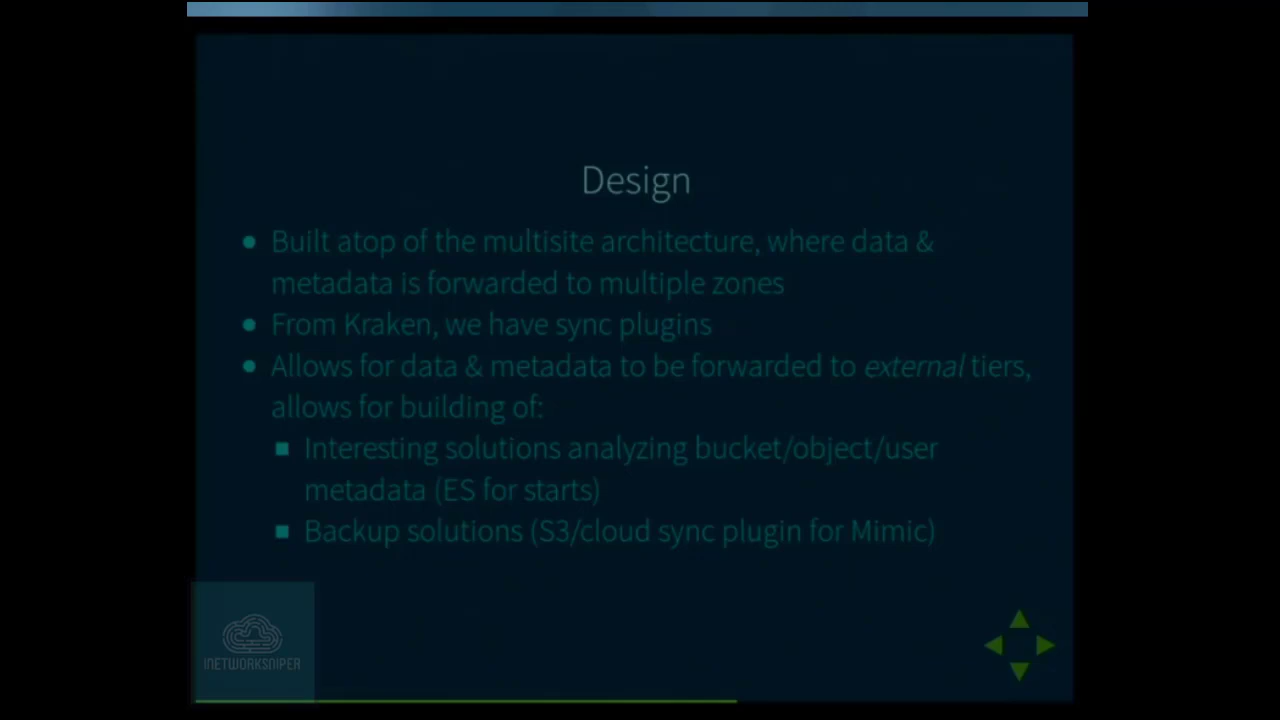 Design
Built atop of the multisite architecture, where data &
metadata is forwarded to multiple zones
From Kraken, we have sync plugins
Allows for data & metadata to be forwarded to external tiers,
allows for building of:
Interesting solutions analyzing bucket/object/user
metadata (ES for starts)
Backup solutions (S3/cloud sync plugin for Mimic)
INETWORKSNIPER